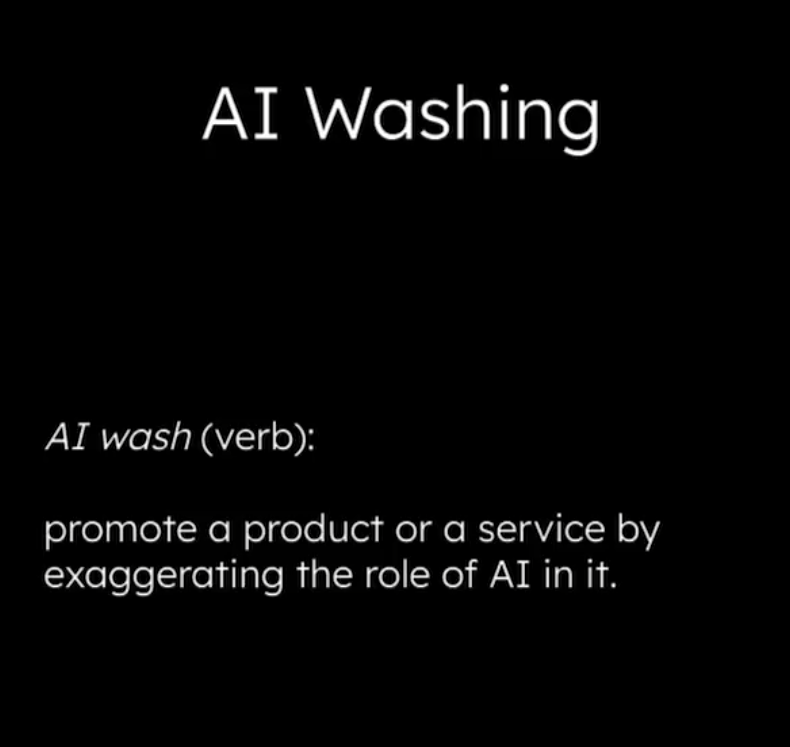 AI Washing
AI wash (verb):
promote a product or a service by
exaggerating the role of AI in it.